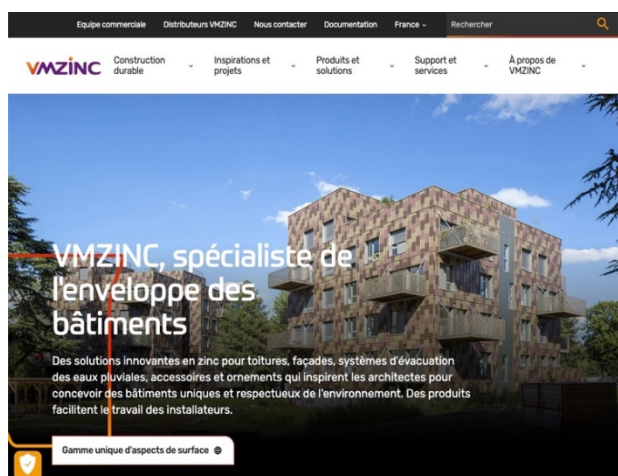 Equipe commerciale Distributeurs VMZINC Nous contacter Documentation France Rechercher
VMZINC
Construction durable
Inspirations et projets
Produits et solutions
Support et services
À propos de VMZINC
VMZINC, spécialiste de
l'enveloppe des
bâtiments
Des solutions innovantes en zinc pour toitures, façades, systèmes d'évacuation
des eaux pluviales, accessoires et ornements qui inspirent les architectes pour
concevoir des bâtiments uniques et respectueux de l'environnement. Des produits
facilitent le travail des installateurs.
Gamme unique d'aspects de surface